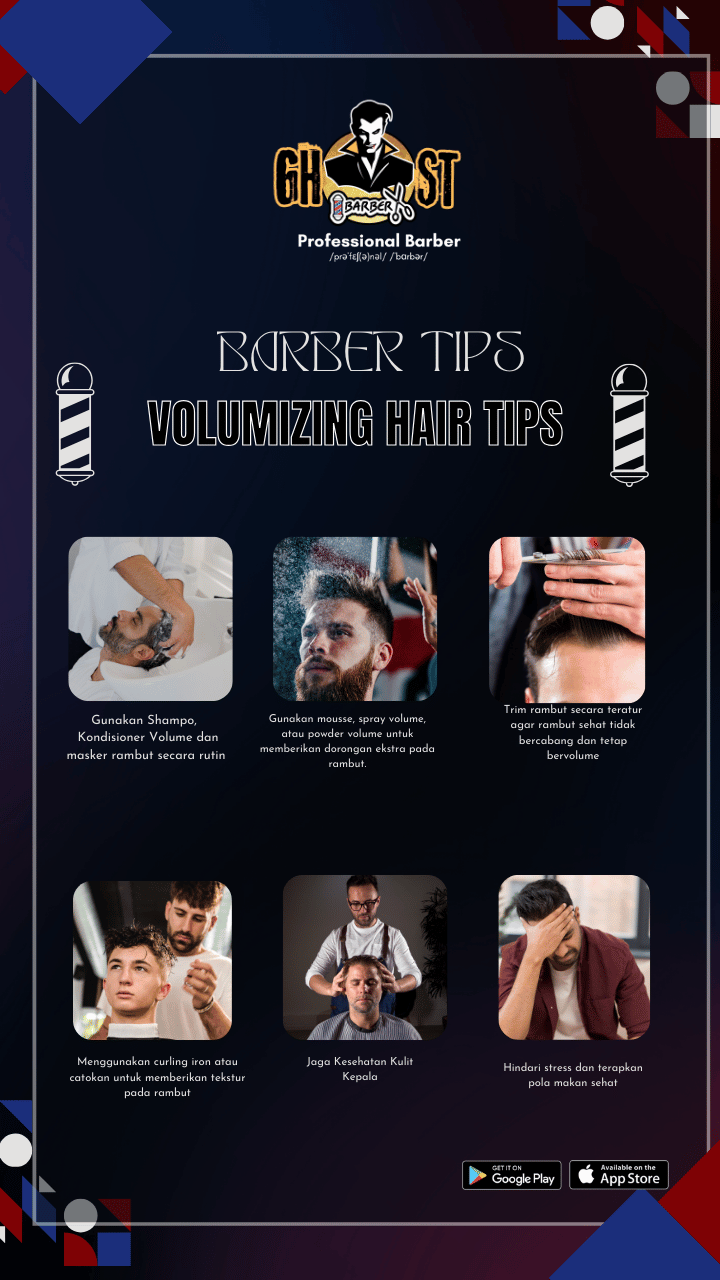 GHOST
BARBER
Professional Barber
/prəˈfɛʃ(ə)nəl/ /ˈbɑrbər/
BARBER TIPS
VOLUMIZING HAIR TIPS
Gunakan Shampo,
Kondisioner Volume dan
masker rambut secara rutin
Gunakan mousse, spray volume,
atau powder volume untuk
memberikan dorongan ekstra pada
rambut.
Trim rambut secara teratur
agar rambut sehat tidak
bercabang dan tetap
bervolume
Menggunakan curling iron atau
catokan untuk memberikan tekstur
pada rambut
Jaga Kesehatan Kulit
Kepala
Hindari stress dan terapkan
pola makan sehat
GET IT ON
Google Play
Available on the
App Store